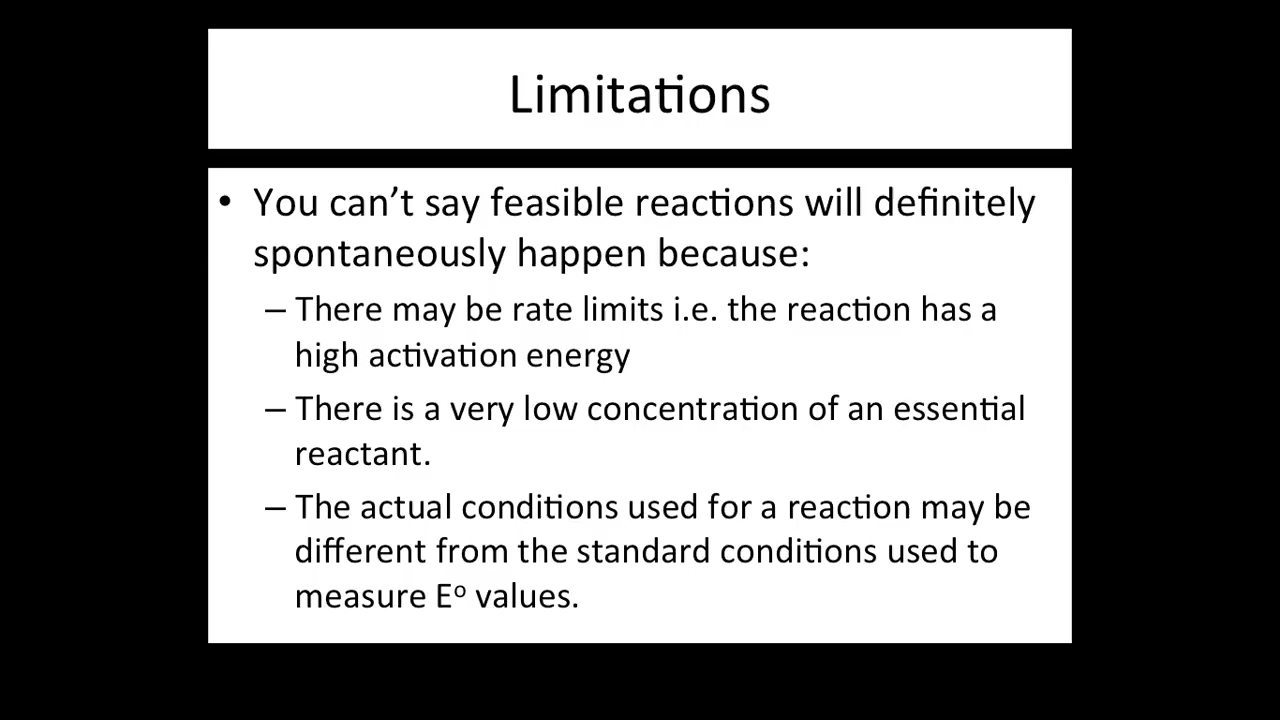 Limitations
• You can’t say feasible reactions will definitely
spontaneously happen because:
– There may be rate limits i.e. the reaction has a
high activation energy
– There is a very low concentration of an essential
reactant.
– The actual conditions used for a reaction may be
different from the standard conditions used to
measure Eº values.